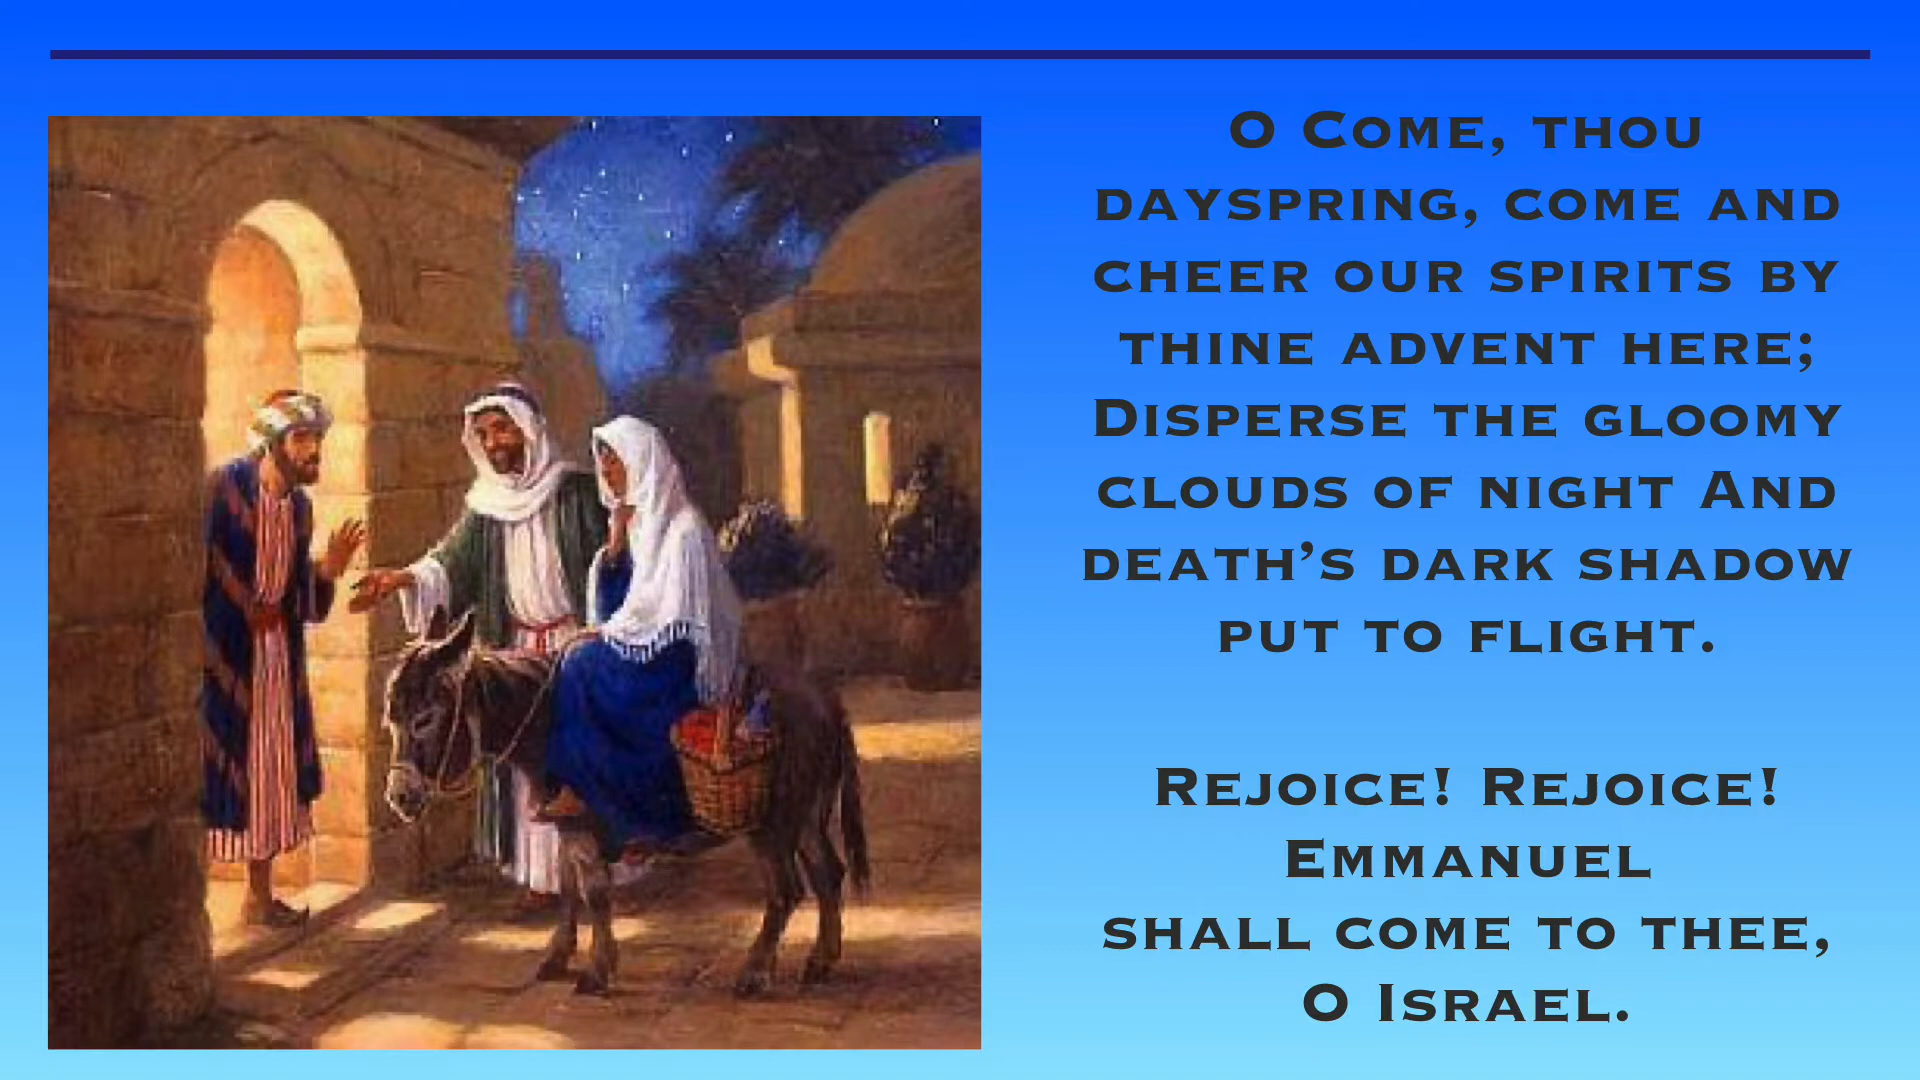 O Come, thou
dayspring, come and
cheer our spirits by
thine advent here;
Disperse the gloomy
clouds of night And
death’s dark shadow
put to flight.
Rejoice! Rejoice!
Emmanuel
shall come to thee,
O Israel.